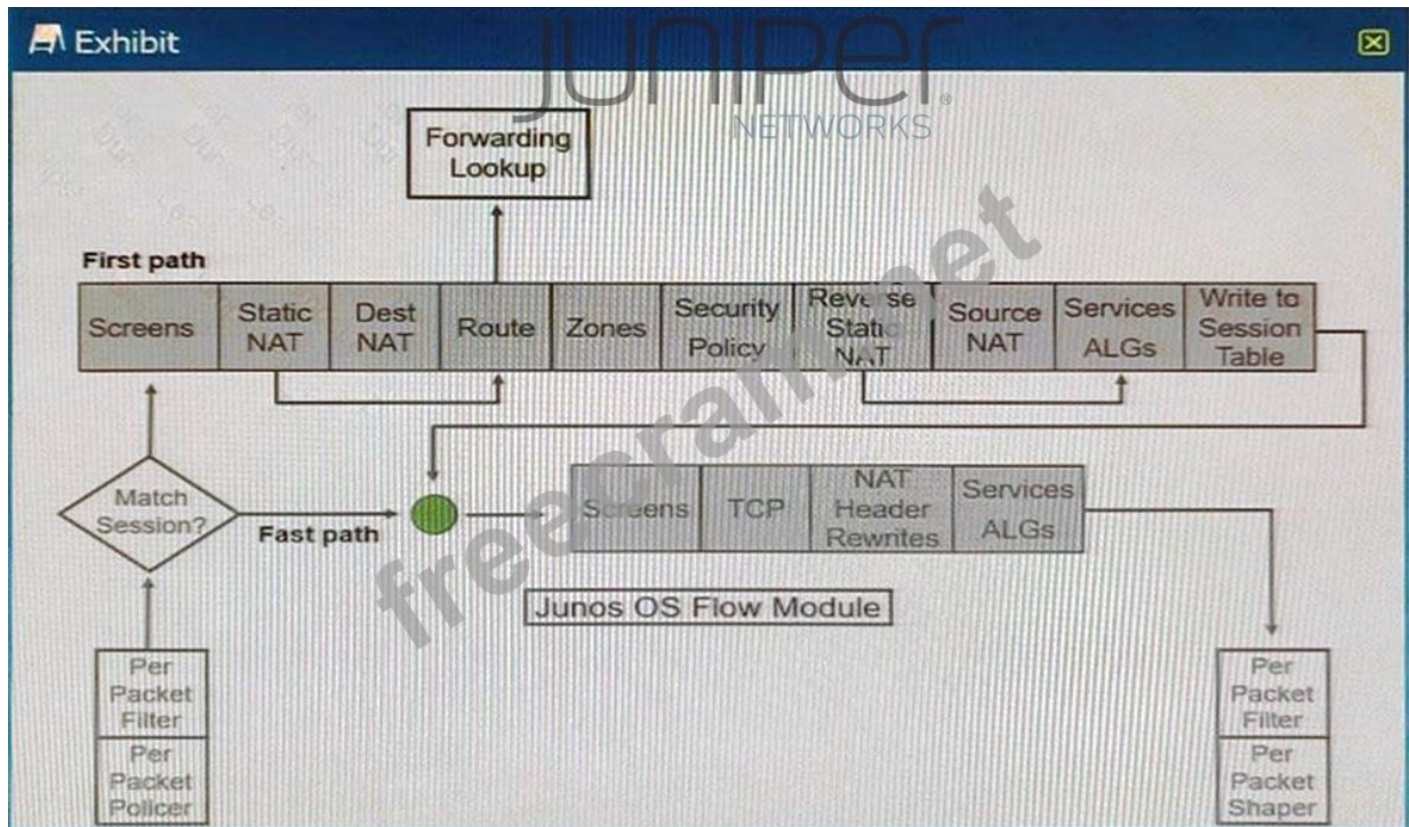 Exhibit
JUNIPER
NETWORKS
Forwarding
Lookup
First path
Screens
Static
NAT
Dest
NAT
Route
Zones
Security
Policy
Reverse
Static
NAT
Source
NAT
Services
ALGs
Write to
Session
Table
Match
Session?
Fast path
Screens
TCP
NAT
Header
Rewrites
Services
ALGs
Junos OS Flow Module
Per
Packet
Filter
Per
Packet
Policer
Per
Packet
Filter
Per
Packet
Shaper
freecram.net